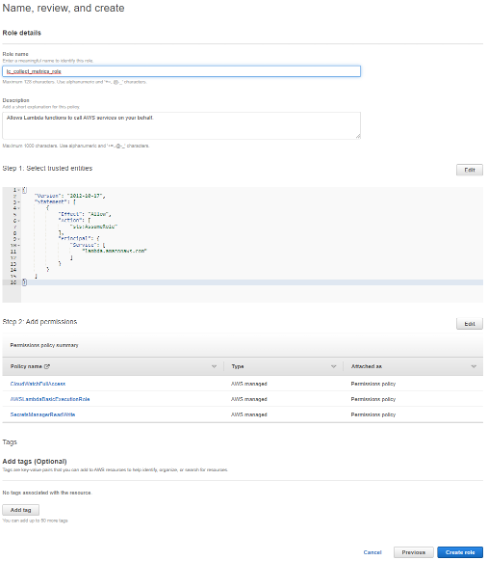 Name, review, and create
Role details
Role name
Enter a meaningful name to identify this role.
lc_collect_metrics_role
Maximum 128 characters. Use alphanumeric and '+=,.@-_' characters.
Description
Add a short explanation for this policy.
Allows Lambda functions to call AWS services on your behalf.
Maximum 1000 characters. Use alphanumeric and '+=,.@-_' characters.
Step 1: Select trusted entities
Edit
1 {
2 "Version": "2012-10-17",
3 "Statement": [
4 {
5 "Effect": "Allow",
6 "Action": [
7 "sts:AssumeRole"
8 ],
9 "Principal": {
10 "Service": [
11 "lambda.amazonaws.com"
12 ]
13 }
14 }
15 ]
16 }
Step 2: Add permissions
Edit
Permissions policy summary
Policy name Type Attached as
CloudWatchFullAccess AWS managed Permissions policy
AWSLambdaBasicExecutionRole AWS managed Permissions policy
SecretsManagerReadWrite AWS managed Permissions policy
Tags
Add tags (Optional)
Tags are key-value pairs that you can add to AWS resources to help identify, organize, or search for resources.
No tags associated with the resource.
Add tag
You can add up to 50 more tags.
Cancel Previous Create role